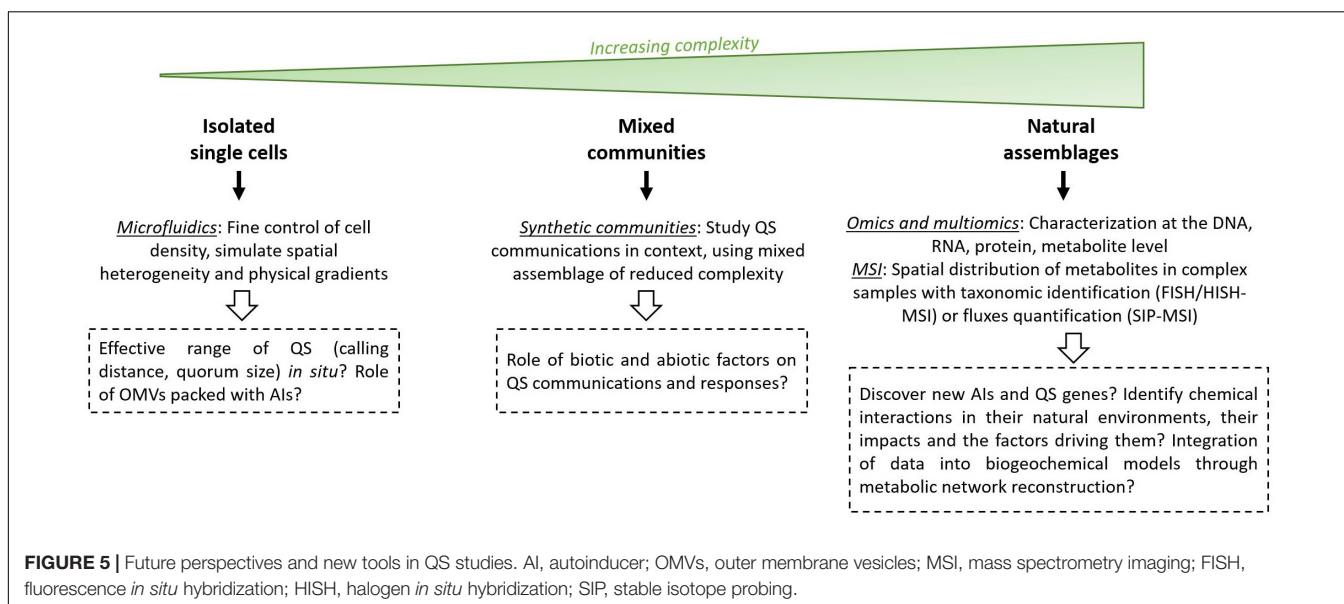 Increasing complexity
Isolated
single cells
Microfluidics: Fine control of cell
density, simulate spatial
heterogeneity and physical gradients
Effective range of QS (calling
distance, quorum size) in situ? Role
of OMVs packed with AIs?
Mixed
communities
Synthetic communities: Study QS
communications in context, using mixed
assemblage of reduced complexity
Role of biotic and abiotic factors on
QS communications and responses?
Natural
assemblages
Omics and multiomics: Characterization at the DNA,
RNA, protein, metabolite level
MSI: Spatial distribution of metabolites in complex
samples with taxonomic identification (FISH/HISH-
MSI) or fluxes quantification (SIP-MSI)
Discover new AIs and QS genes? Identify chemical
interactions in their natural environments, their
impacts and the factors driving them? Integration
of data into biogeochemical models through
metabolic network reconstruction?
FIGURE 5 | Future perspectives and new tools in QS studies. AI, autoinducer; OMVs, outer membrane vesicles; MSI, mass spectrometry imaging; FISH,
fluorescence in situ hybridization; HISH, halogen in situ hybridization; SIP, stable isotope probing.